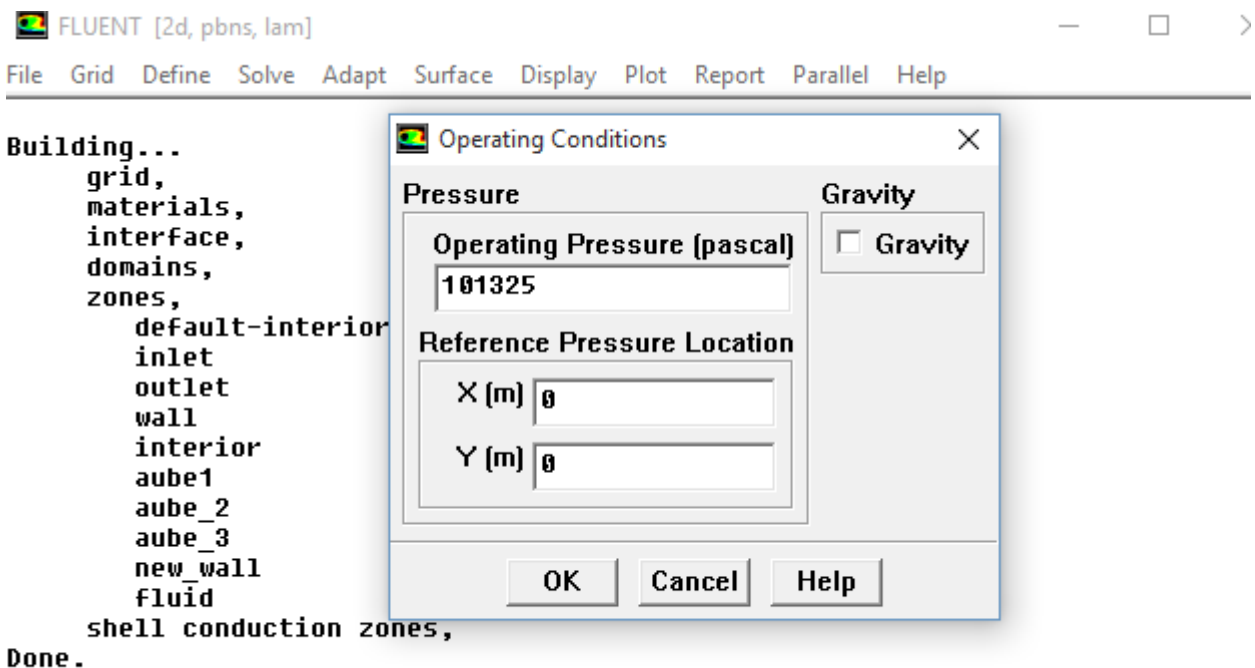 FLUENT [2d, pbns, lam]
File Grid Define Solve Adapt Surface Display Plot Report Parallel Help
Building...
grid,
materials,
interface,
domains,
zones,
default-interior
inlet
outlet
wall
interior
aube1
aube_2
aube_3
new_wall
fluid
shell conduction zones,
Done.
Operating Conditions
Pressure
Operating Pressure (pascal)
101325
Reference Pressure Location
X (m) 0
Y (m) 0
Gravity
Gravity
OK Cancel Help